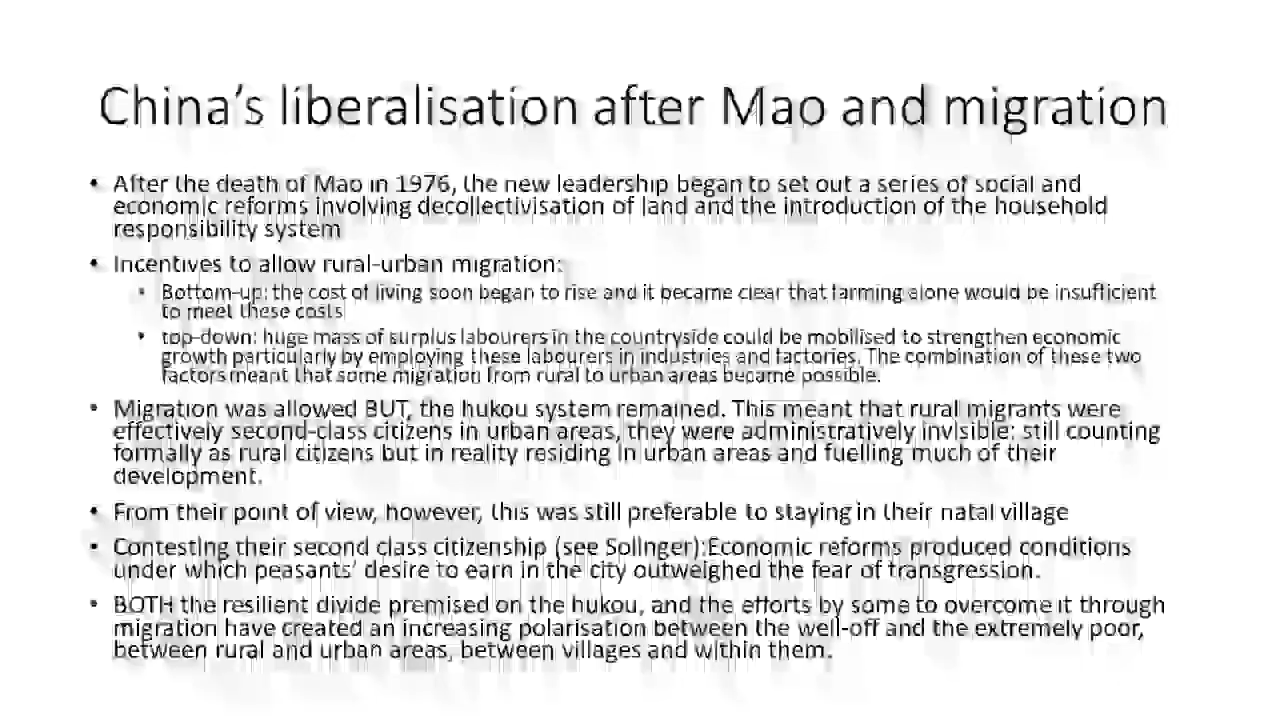 China's liberalisation after Mao and migration
• After the death of Mao in 1976, the new leadership began to set out a series of social and
economic reforms involving decollectivisation of land and the introduction of the household
responsibility system
• Incentives to allow rural-urban migration:
• Bottom-up: the cost of living soon began to rise and it became clear that farming alone would be insufficient
to meet these costs
• top-down: huge mass of surplus labourers in the countryside could be mobilised to strengthen economic
growth particularly by employing these labourers in industries and factories. The combination of these two
factors meant that some migration from rural to urban areas became possible.
• Migration was allowed BUT, the hukou system remained. This meant that rural migrants were
effectively second-class citizens in urban areas, they were administratively invisible: still counting
formally as rural citizens but in reality residing in urban areas and fuelling much of their
development.
• From their point of view, however, this was still preferable to staying in their natal village
• Contesting their second class citizenship (see Solinger):Economic reforms produced conditions
under which peasants' desire to earn in the city outweighed the fear of transgression.
• BOTH the resilient divide premised on the hukou, and the efforts by some to overcome it through
migration have created an increasing polarisation between the well-off and the extremely poor,
between rural and urban areas, between villages and within them.